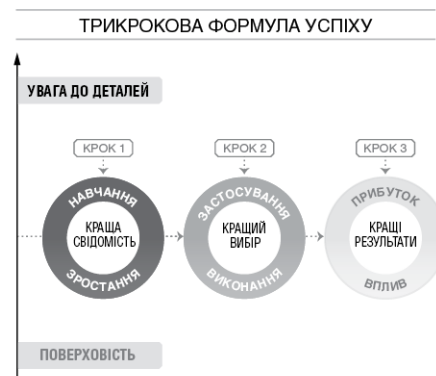 ТРИКРОКОВА ФОРМУЛА УСПІХУ
УВАГА ДО ДЕТАЛЕЙ
КРОК 1
КРОК 2
КРОК 3
НАВЧАННЯ
КРАЩА
СВІДОМІСТЬ
ЗРОСТАННЯ
ЗАСТОСУВАННЯ
КРАЩИЙ
ВИБІР
ВИКОНАННЯ
ПРИБУТОК
КРАЩІ
РЕЗУЛЬТАТИ
ВПЛИВ
ПОВЕРХОВІСТЬ